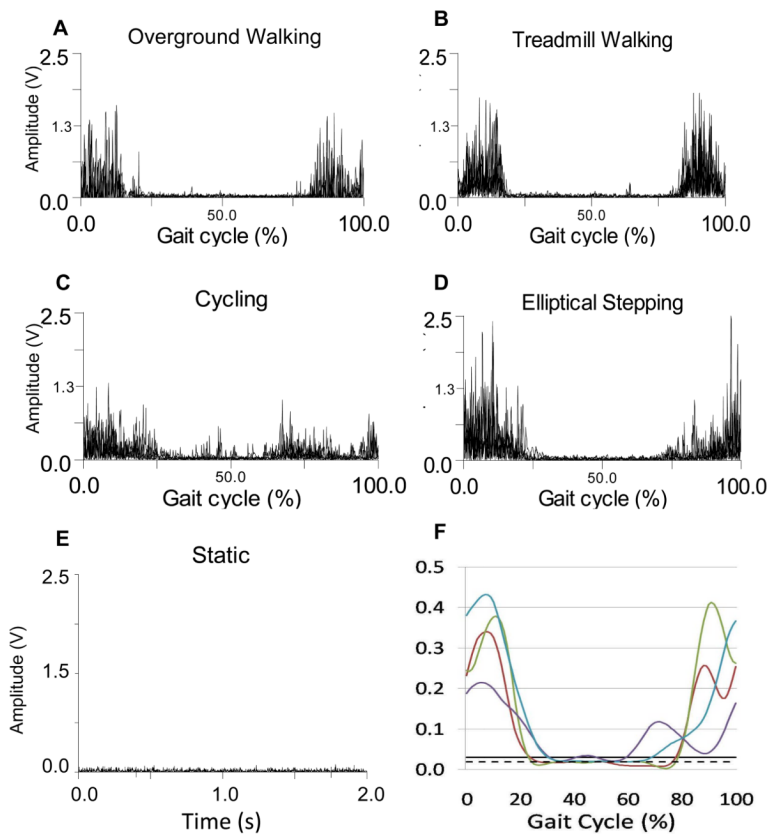 A
Overground Walking
2.5
1.3
0.0
Amplitude (V)
0.0 50.0 100.0
Gait cycle (%)
B
Treadmill Walking
2.5
1.3
0.0
0.0 50.0 100.0
Gait cycle (%)
C
Cycling
2.5
1.3
0.0
Amplitude (V)
0.0 50.0 100.0
Gait cycle (%)
D
Elliptical Stepping
2.5
1.3
0.0
0.0 50.0 100.0
Gait cycle (%)
E
Static
2.5
1.5
0.0
Amplitude (V)
0.0 1.0 2.0
Time (s)
F
0.5
0.4
0.3
0.2
0.1
0.0
0 20 40 60 80 100
Gait Cycle (%)